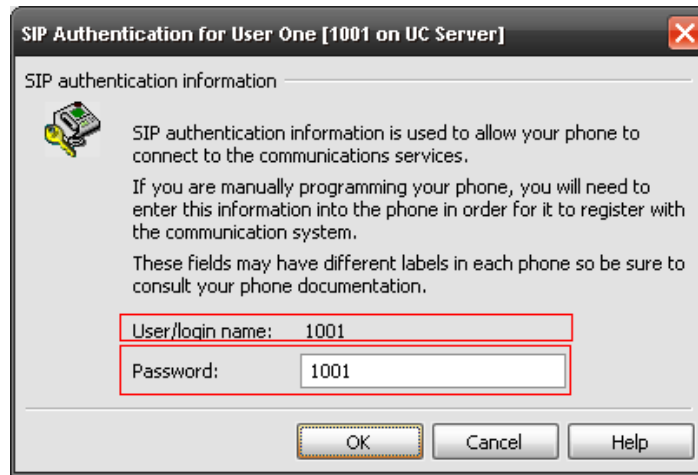 SIP Authentication for User One [1001 on UC Server]
SIP authentication information
SIP authentication information is used to allow your phone to
connect to the communications services.
If you are manually programming your phone, you will need to
enter this information into the phone in order for it to register with
the communication system.
These fields may have different labels in each phone so be sure to
consult your phone documentation.
User/login name: 1001
Password: 1001
OK Cancel Help